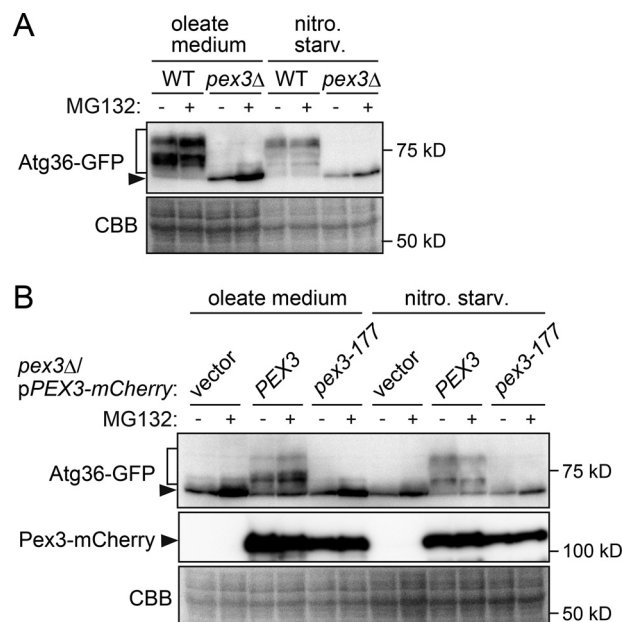 A
oleate medium nitro. starv.
WT pex3Δ WT pex3Δ
MG132: - + - + - + - +
Atg36-GFP
75 kD
CBB
50 kD
B
oleate medium nitro. starv.
pex3Δ/
pPEX3-mCherry: vector PEX3 pex3-177 vector PEX3 pex3-177
MG132: - + - + - + - + - + - +
Atg36-GFP
75 kD
Pex3-mCherry
100 kD
CBB
50 kD